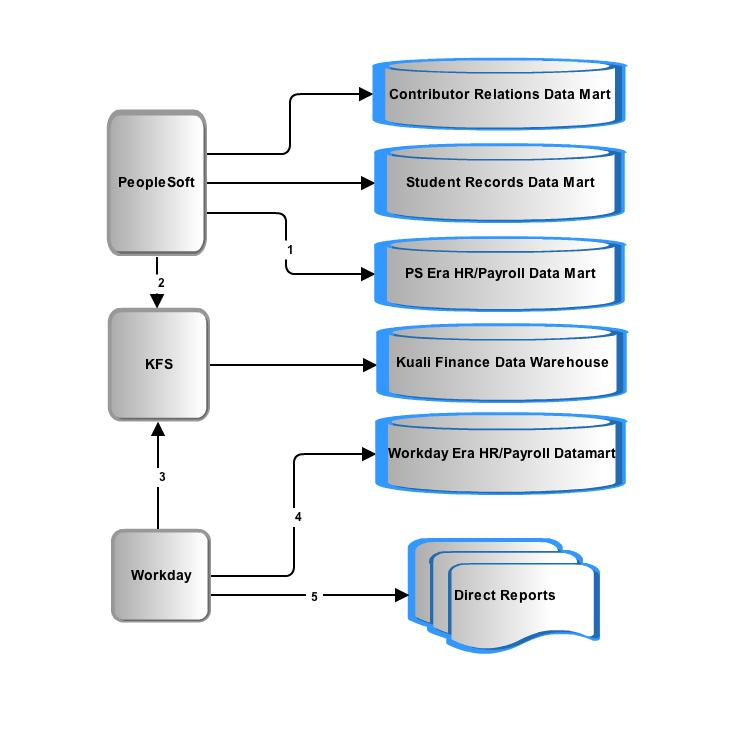 Contributor Relations Data Mart
PeopleSoft
Student Records Data Mart
1
PS Era HR/Payroll Data Mart
2
KFS
Kuali Finance Data Warehouse
Workday Era HR/Payroll Datamart
3
4
Workday
5
Direct Reports